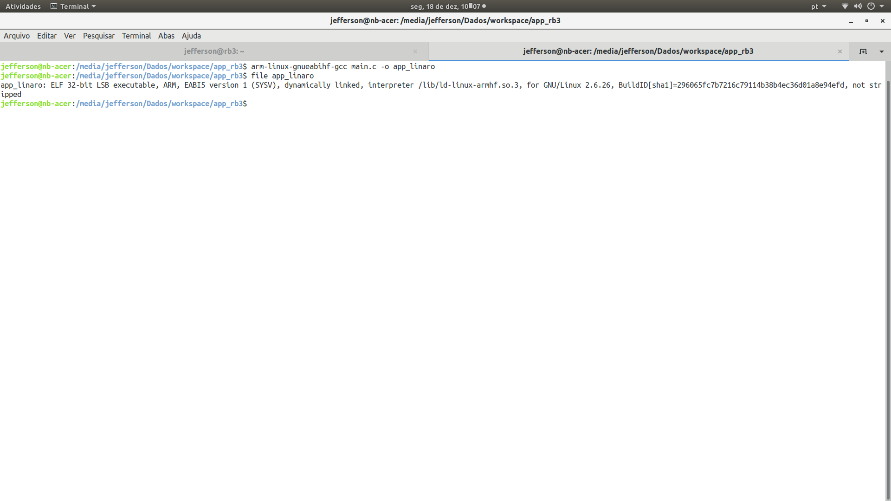 Atividades Terminal seg, 18 de dez, 10:07 pt
jefferson@nb-acer: /media/jefferson/Dados/workspace/app_rb3
Arquivo Editar Ver Pesquisar Terminal Abas Ajuda
jefferson@rb3: ~ jefferson@nb-acer: /media/jefferson/Dados/workspace/app_rb3
jefferson@nb-acer:/media/jefferson/Dados/workspace/app_rb3$ arm-linux-gnueabihf-gcc main.c -o app_linaro
jefferson@nb-acer:/media/jefferson/Dados/workspace/app_rb3$ file app_linaro
app_linaro: ELF 32-bit LSB executable, ARM, EABI5 version 1 (SYSV), dynamically linked, interpreter /lib/ld-linux-armhf.so.3, for GNU/Linux 2.6.26, BuildID[sha1]=296065fc7b7216c79114b38b4ec36d01a8e94efd, not str
ipped
jefferson@nb-acer:/media/jefferson/Dados/workspace/app_rb3$